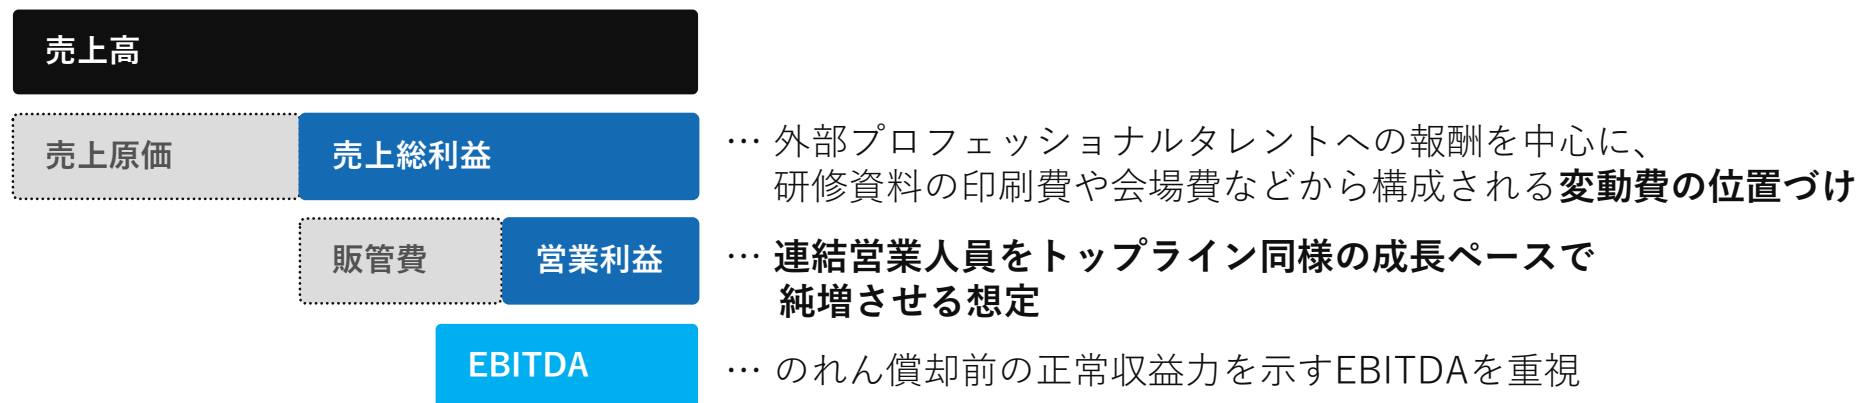 売上高
売上原価 売上総利益 … 外部プロフェッショナルタレントへの報酬を中心に、
研修資料の印刷費や会場費などから構成される変動費の位置づけ
販管費 営業利益 … 連結営業人員をトップライン同様の成長ペースで
純増させる想定
EBITDA … のれん償却前の正常収益力を示すEBITDAを重視